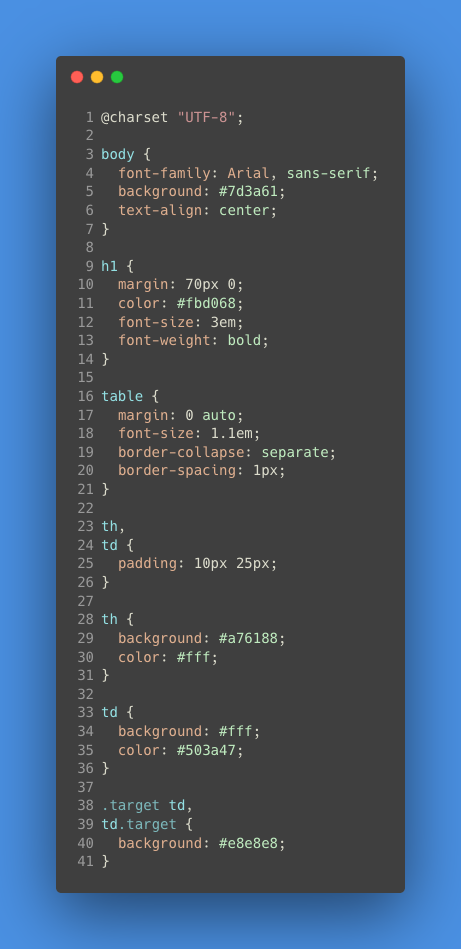 1 @charset "UTF-8";
2
3 body {
4   font-family: Arial, sans-serif;
5   background: #7d3a61;
6   text-align: center;
7 }
8
9 h1 {
10   margin: 70px 0;
11   color: #fbd068;
12   font-size: 3em;
13   font-weight: bold;
14 }
15
16 table {
17   margin: 0 auto;
18   font-size: 1.1em;
19   border-collapse: separate;
20   border-spacing: 1px;
21 }
22
23 th,
24 td {
25   padding: 10px 25px;
26 }
27
28 th {
29   background: #a76188;
30   color: #fff;
31 }
32
33 td {
34   background: #fff;
35   color: #503a47;
36 }
37
38 .target td,
39 td.target {
40   background: #e8e8e8;
41 }